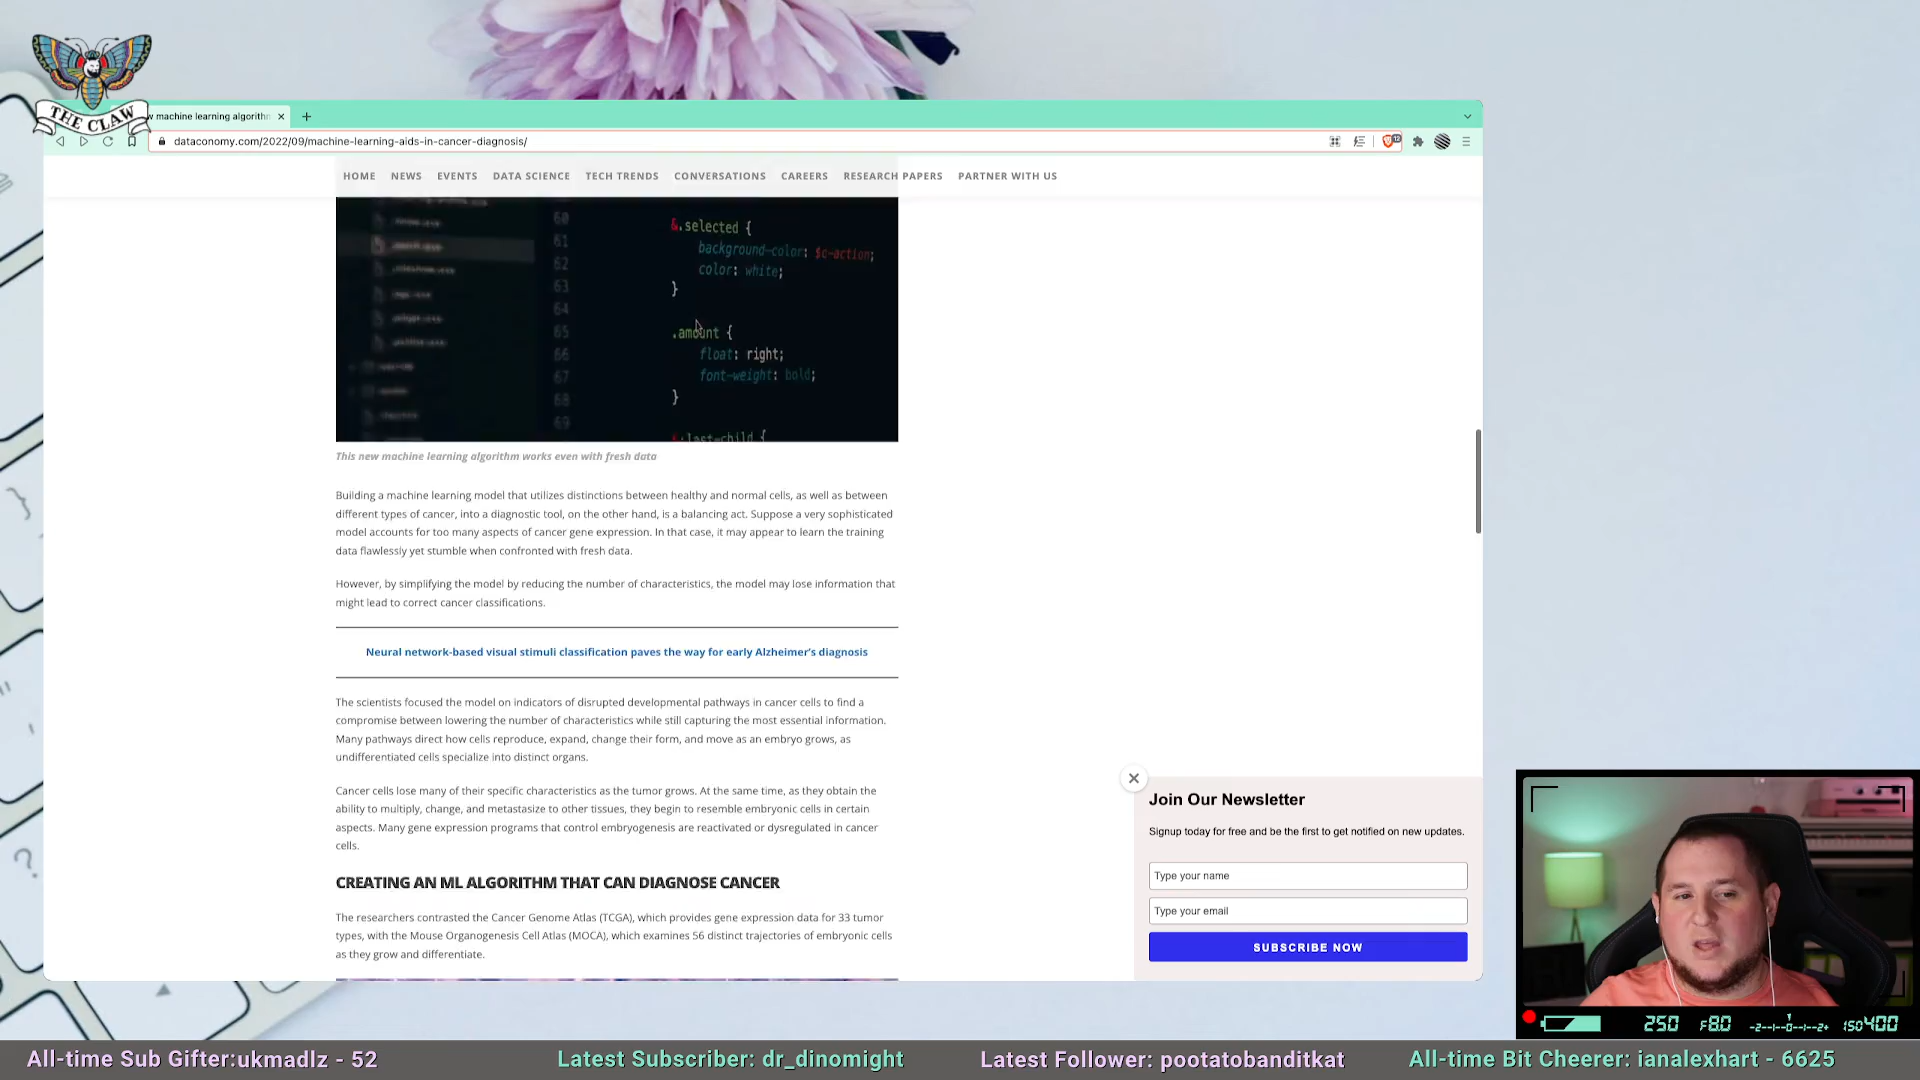 THE CLAW
w machine learning algorithm
dataconomy.com/2022/09/machine-learning-aids-in-cancer-diagnosis/
HOME NEWS EVENTS DATA SCIENCE TECH TRENDS CONVERSATIONS CAREERS RESEARCH PAPERS PARTNER WITH US
60 &.selected {
61 background-color: $c-action;
62 color: white;
63 }
64
65 .amount {
66 float: right;
67 font-weight: bold;
68 }
69
&:last-child {
This new machine learning algorithm works even with fresh data
Building a machine learning model that utilizes distinctions between healthy and normal cells, as well as between
different types of cancer, into a diagnostic tool, on the other hand, is a balancing act. Suppose a very sophisticated
model accounts for too many aspects of cancer gene expression. In that case, it may appear to learn the training
data flawlessly yet stumble when confronted with fresh data.
However, by simplifying the model by reducing the number of characteristics, the model may lose information that
might lead to correct cancer classifications.
Neural network-based visual stimuli classification paves the way for early Alzheimer's diagnosis
The scientists focused the model on indicators of disrupted developmental pathways in cancer cells to find a
compromise between lowering the number of characteristics while still capturing the most essential information.
Many pathways direct how cells reproduce, expand, change their form, and move as an embryo grows, as
undifferentiated cells specialize into distinct organs.
Cancer cells lose many of their specific characteristics as the tumor grows. At the same time, as they obtain the
ability to multiply, change, and metastasize to other tissues, they begin to resemble embryonic cells in certain
aspects. Many gene expression programs that control embryogenesis are reactivated or dysregulated in cancer
cells.
CREATING AN ML ALGORITHM THAT CAN DIAGNOSE CANCER
The researchers contrasted the Cancer Genome Atlas (TCGA), which provides gene expression data for 33 tumor
types, with the Mouse Organogenesis Cell Atlas (MOCA), which examines 56 distinct trajectories of embryonic cells
as they grow and differentiate.
Join Our Newsletter
Signup today for free and be the first to get notified on new updates.
Type your name
Type your email
SUBSCRIBE NOW
250 F8.0 -2--1--0--1--2+ ISO400
All-time Sub Gifter:ukmadlz - 52
Latest Subscriber: dr_dinomight
Latest Follower: pootatobanditkat
All-time Bit Cheerer: ianalexhart - 6625